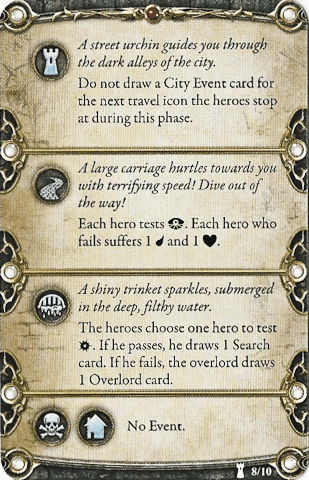 A street urchin guides you through
the dark alleys of the city.
Do not draw a City Event card for
the next travel icon the heroes stop
at during this phase.
A large carriage hurtles towards you
with terrifying speed! Dive out of
the way!
Each hero tests . Each hero who
fails suffers 1 and 1 .
A shiny trinket sparkles, submerged
in the deep, filthy water.
The heroes choose one hero to test
. If he passes, he draws 1 Search
card. If he fails, the overlord draws
1 Overlord card.
No Event.
8/10